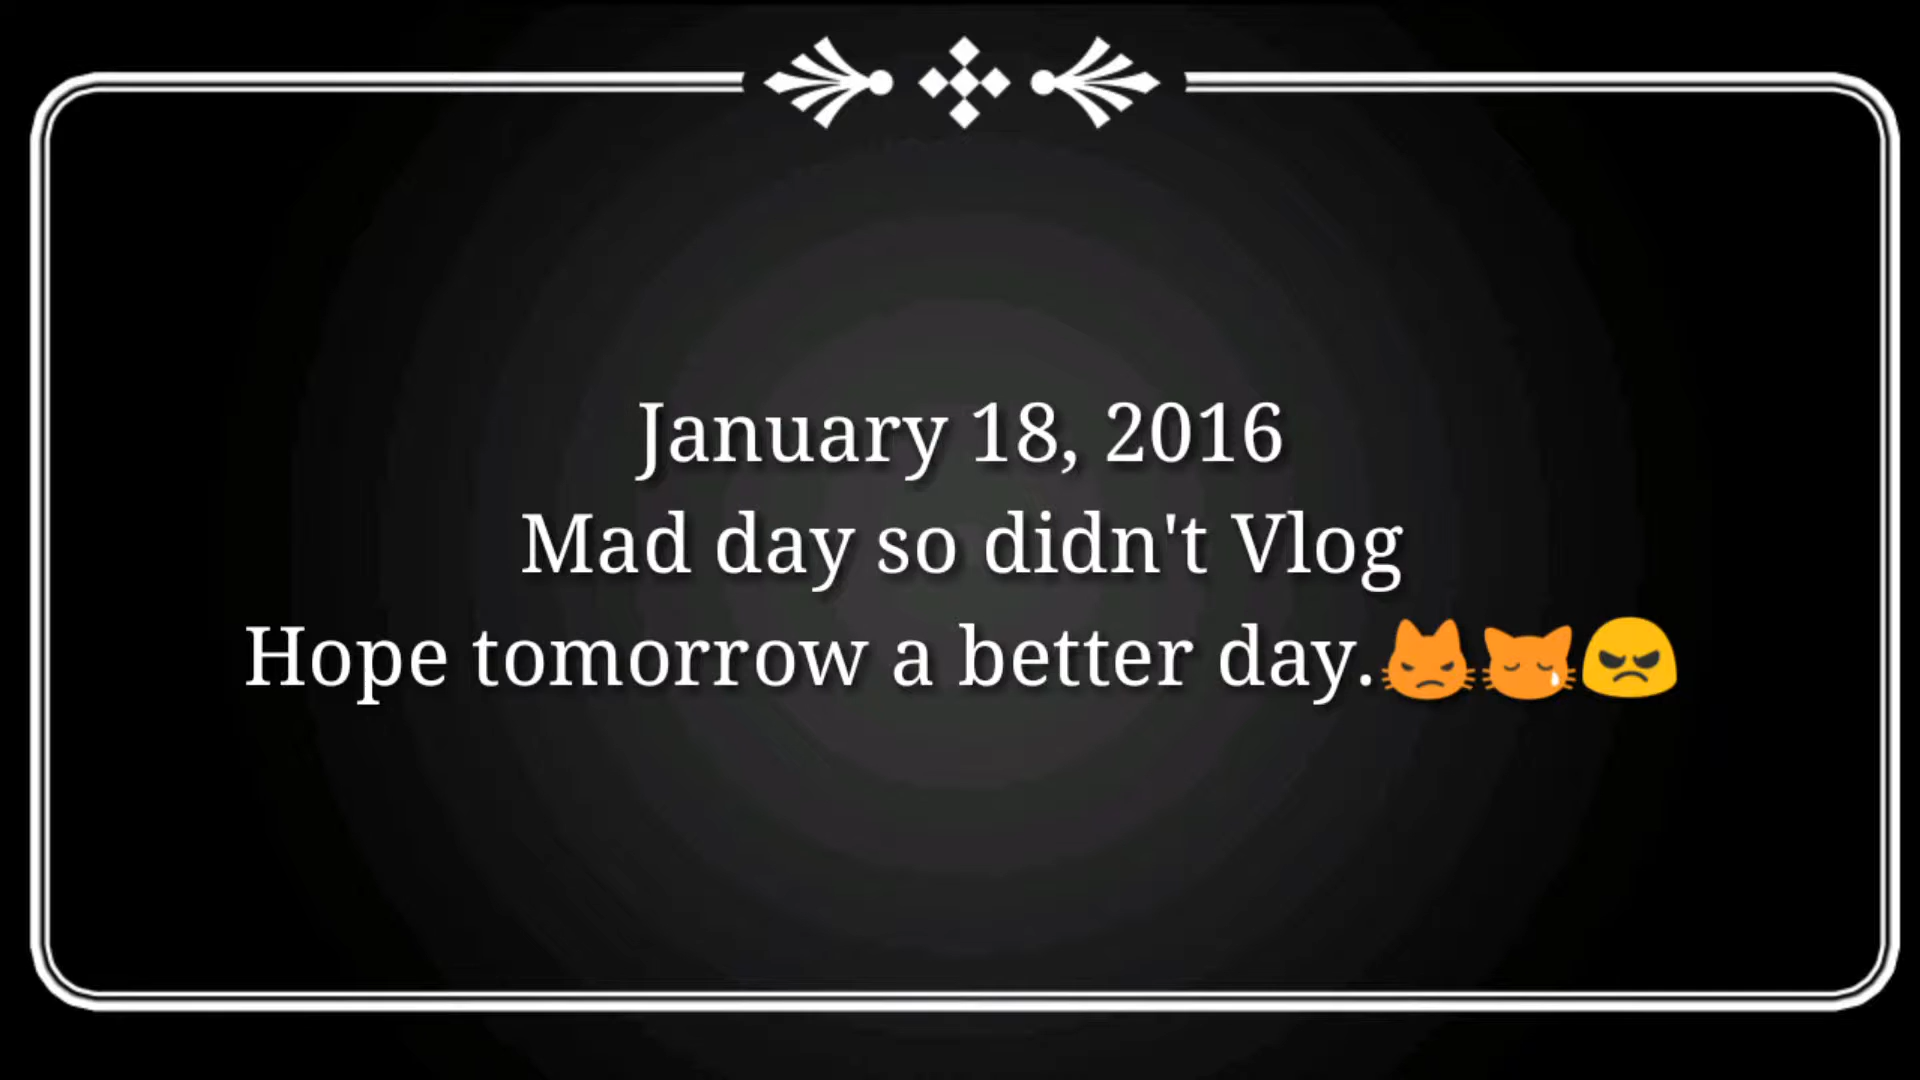 January 18, 2016
Mad day so didn't Vlog
Hope tomorrow a better day.😾😿😠